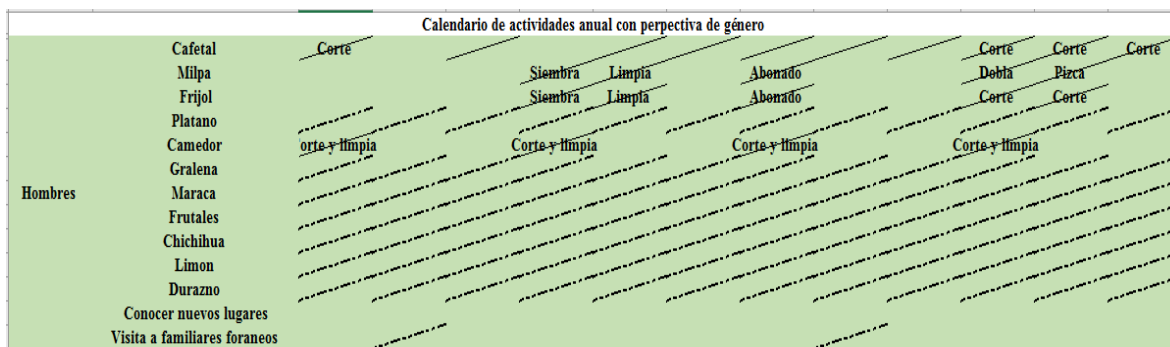 Calendario de actividades anual con perpectiva de género
Cafetal Corte Corte Corte Corte
Milpa Siembra Limpia Abonado Dobla Pizca
Frijol Siembra Limpia Abonado Corte Corte
Platano
Camedor orte y limpia Corte y limpia Corte y limpia Corte y limpia
Gralena
Hombres Maraca
Frutales
Chichihua
Limon
Durazno
Conocer nuevos lugares
Visita a familiares foraneos